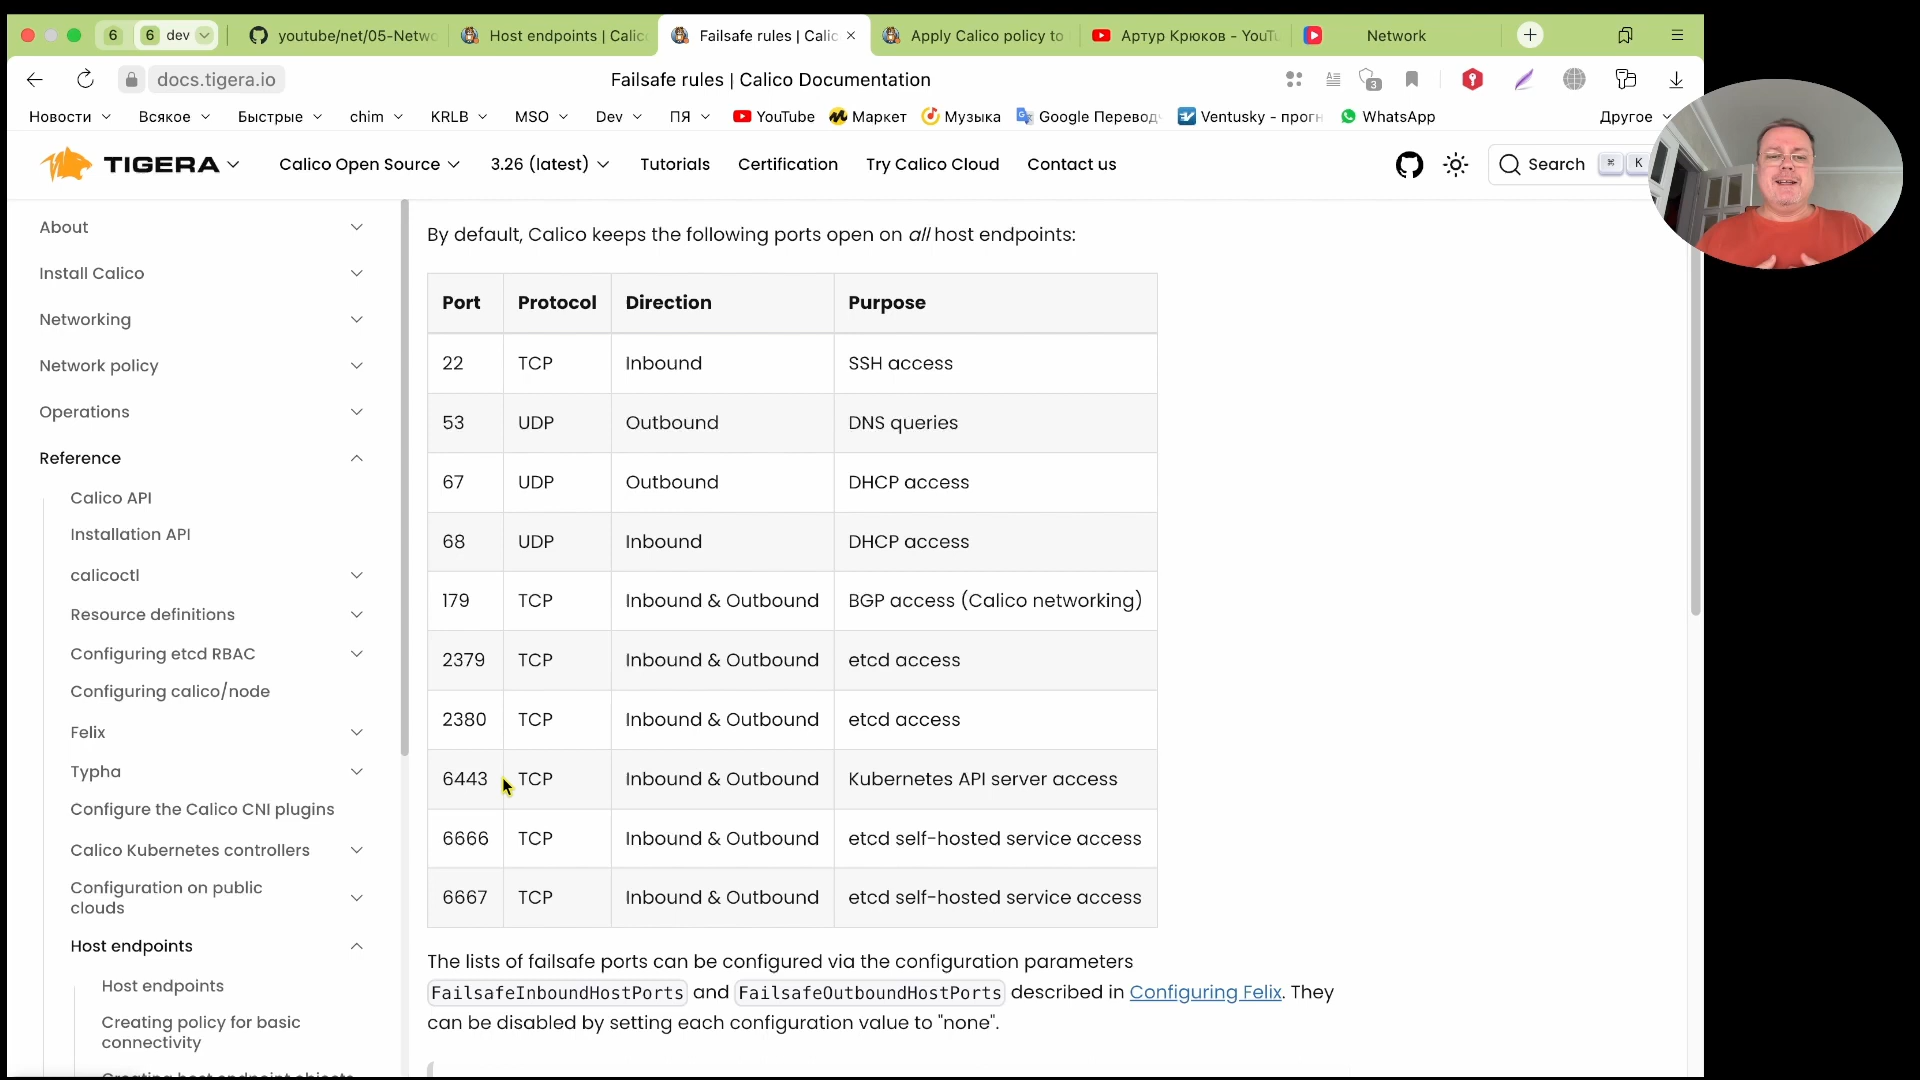 6
6 dev
youtube/net/05-Netwo
Host endpoints | Calic
Failsafe rules | Calic
Apply Calico policy to
Артур Крюков - YouTu
Network
docs.tigera.io
Failsafe rules | Calico Documentation
3
Новости
Всякое
Быстрые
chim
KRLB
MSO
Dev
ПЯ
YouTube
Маркет
Музыка
Google Перевод
Ventusky - прогн
WhatsApp
Другое
TIGERA
Calico Open Source
3.26 (latest)
Tutorials
Certification
Try Calico Cloud
Contact us
Search ⌘ K
About
Install Calico
Networking
Network policy
Operations
Reference
Calico API
Installation API
calicoctl
Resource definitions
Configuring etcd RBAC
Configuring calico/node
Felix
Typha
Configure the Calico CNI plugins
Calico Kubernetes controllers
Configuration on public
clouds
Host endpoints
Host endpoints
Creating policy for basic
connectivity
Creating host endpoint objects
By default, Calico keeps the following ports open on all host endpoints:
Port Protocol Direction Purpose
22 TCP Inbound SSH access
53 UDP Outbound DNS queries
67 UDP Outbound DHCP access
68 UDP Inbound DHCP access
179 TCP Inbound & Outbound BGP access (Calico networking)
2379 TCP Inbound & Outbound etcd access
2380 TCP Inbound & Outbound etcd access
6443 TCP Inbound & Outbound Kubernetes API server access
6666 TCP Inbound & Outbound etcd self-hosted service access
6667 TCP Inbound & Outbound etcd self-hosted service access
The lists of failsafe ports can be configured via the configuration parameters
FailsafeInboundHostPorts and FailsafeOutboundHostPorts described in Configuring Felix. They
can be disabled by setting each configuration value to "none".